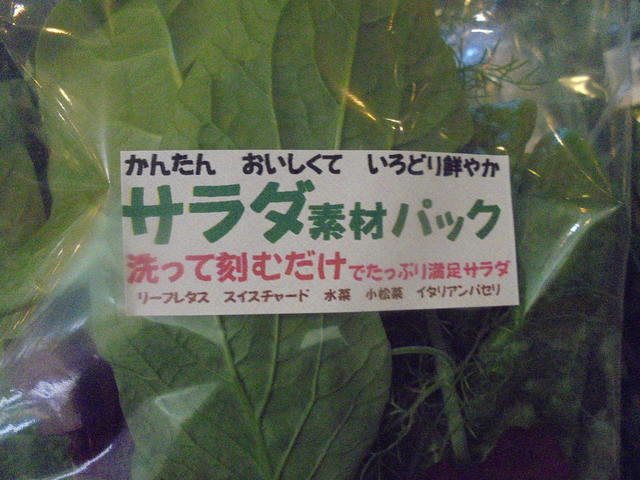 かんたん おいしくて いろどり鮮やか
サラダ素材パック
洗って刻むだけでたっぷり満足サラダ
リーフレタス スイスチャード 水菜 小松菜 イタリアンパセリ